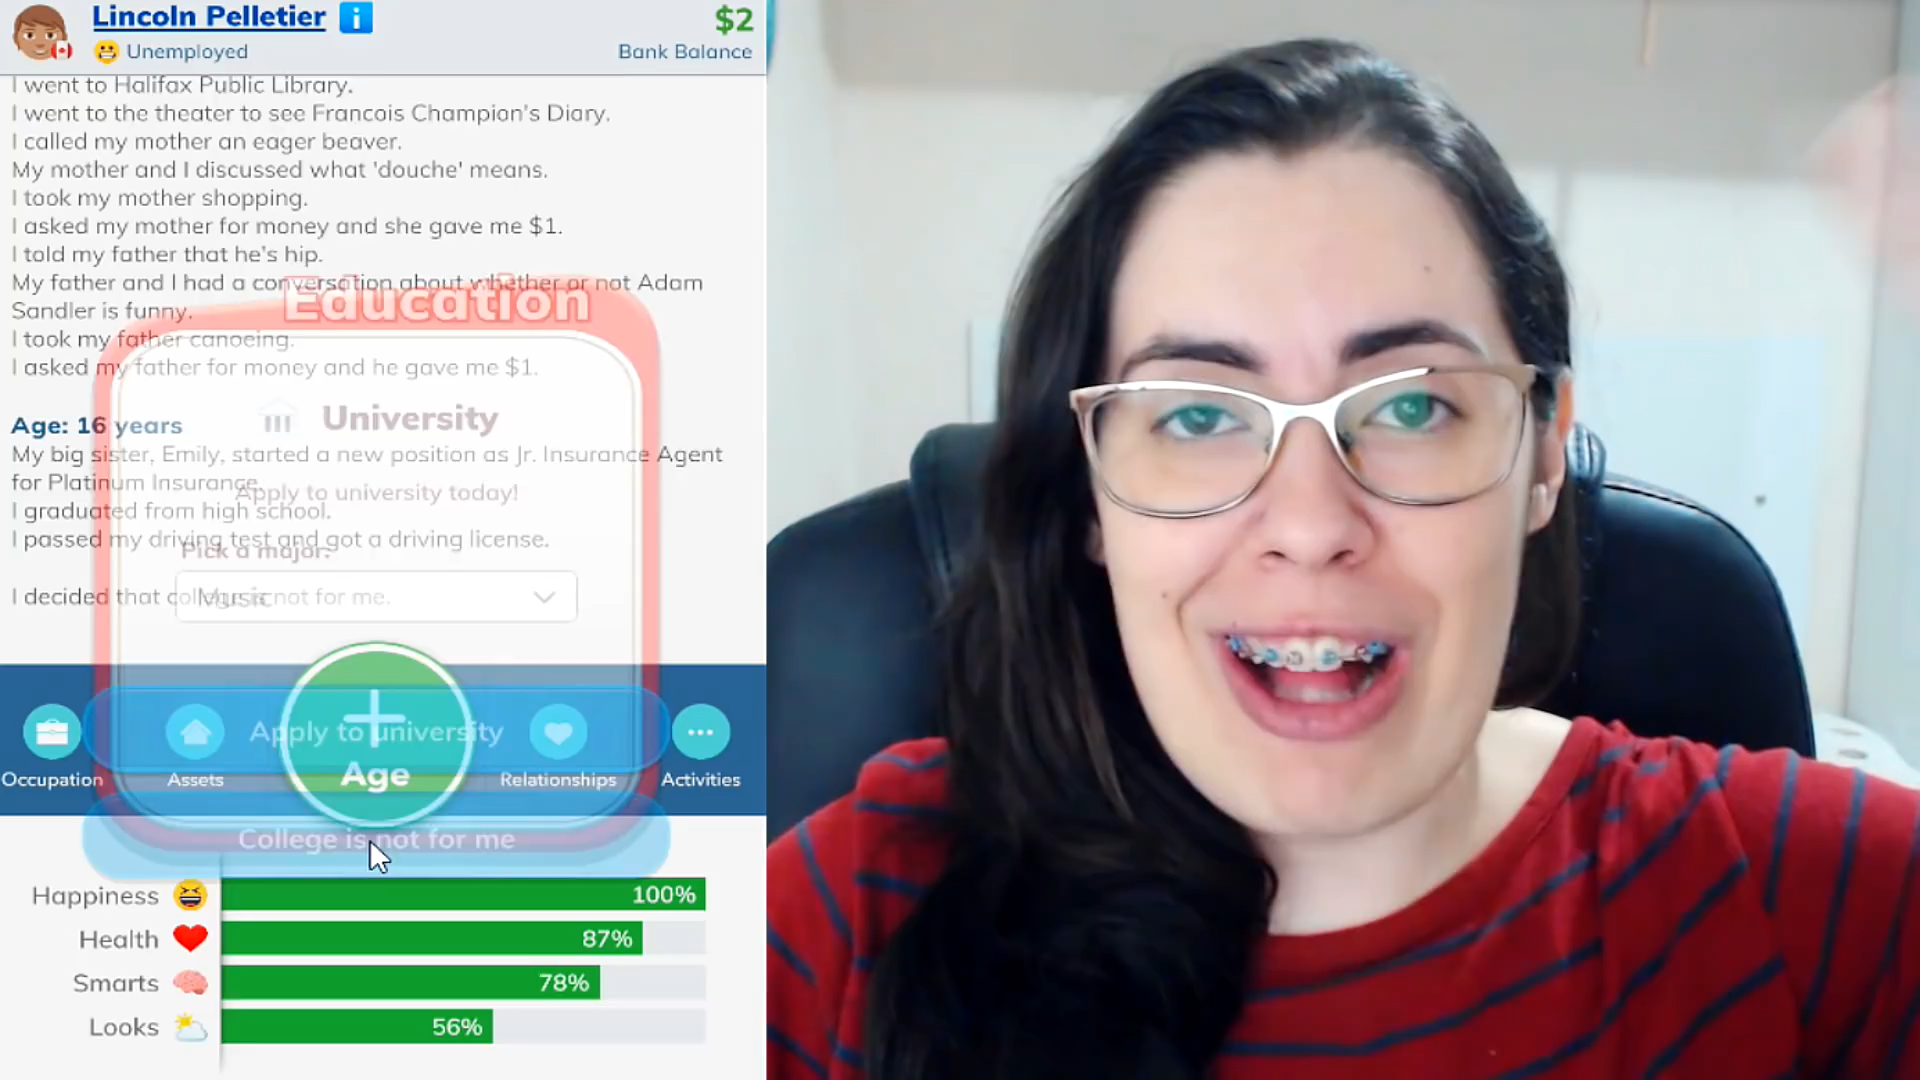 Lincoln Pelletier
$2
Unemployed
Bank Balance
I went to Halifax Public Library.
I went to the theater to see Francois Champion's Diary.
I called my mother an eager beaver.
My mother and I discussed what 'douche' means.
I took my mother shopping.
I asked my mother for money and she gave me $1.
I told my father that he's hip.
My father and I had a conversation about whether or not Adam
Sandler is funny.
I took my father canoeing.
I asked my father for money and he gave me $1.
Age: 16 years
My big sister, Emily, started a new position as Jr. Insurance Agent
for Platinum Insurance.
I graduated from high school.
I passed my driving test and got a driving license.
I decided that college is not for me.
Education
University
Apply to university today!
Pick a major:
Music
Apply to university
College is not for me
Occupation
Assets
Age
Relationships
Activities
Happiness
100%
Health
87%
Smarts
78%
Looks
56%